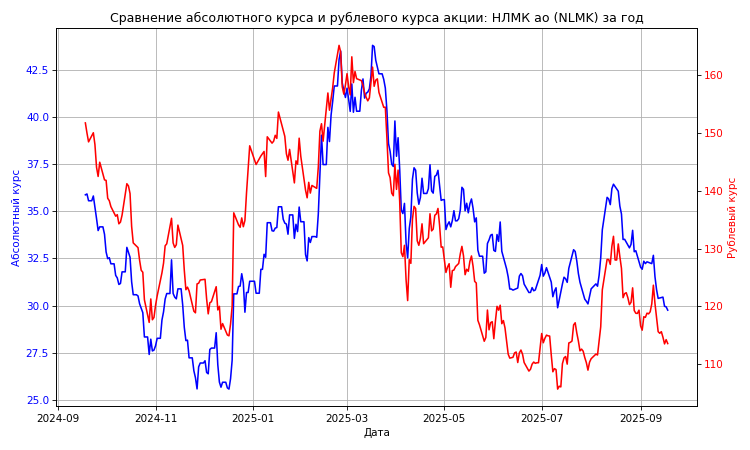 Сравнение абсолютного курса и рублевого курса акции: НЛМК ао (NLMK) за год
Абсолютный курс
42.5
40.0
37.5
35.0
32.5
30.0
27.5
25.0
160
150
140
130
120
110
Рублевый курс
2024-09 2024-11 2025-01 2025-03 2025-05 2025-07 2025-09
Дата